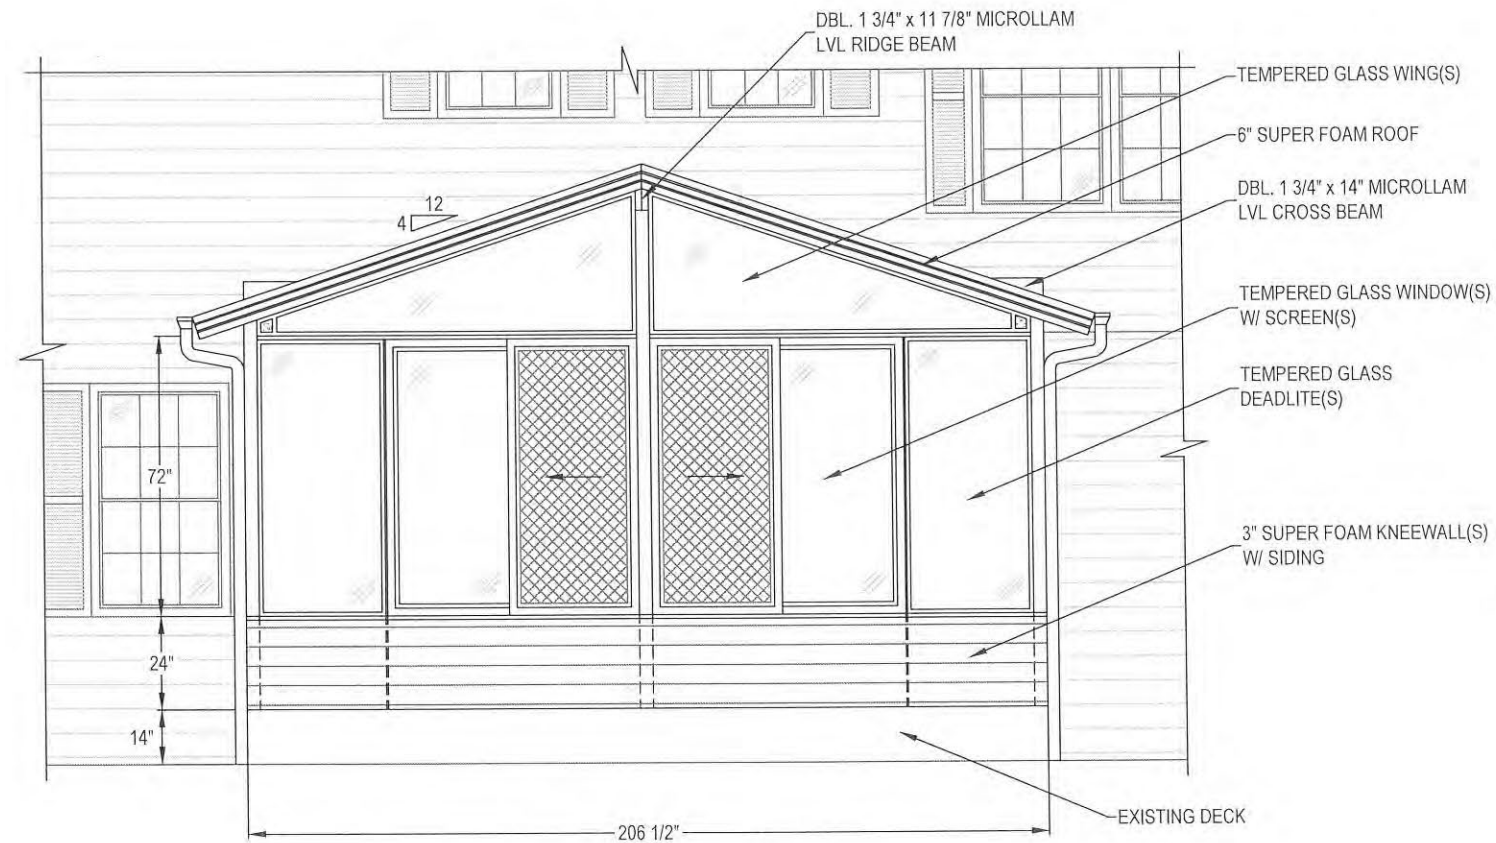 DBL. 1 3/4" x 11 7/8" MICROLLAM
LVL RIDGE BEAM
TEMPERED GLASS WING(S)
6" SUPER FOAM ROOF
DBL. 1 3/4" x 14" MICROLLAM
LVL CROSS BEAM
12
4
TEMPERED GLASS WINDOW(S)
W/ SCREEN(S)
TEMPERED GLASS
DEADLITE(S)
72"
3" SUPER FOAM KNEEWALL(S)
W/ SIDING
24"
14"
EXISTING DECK
206 1/2"